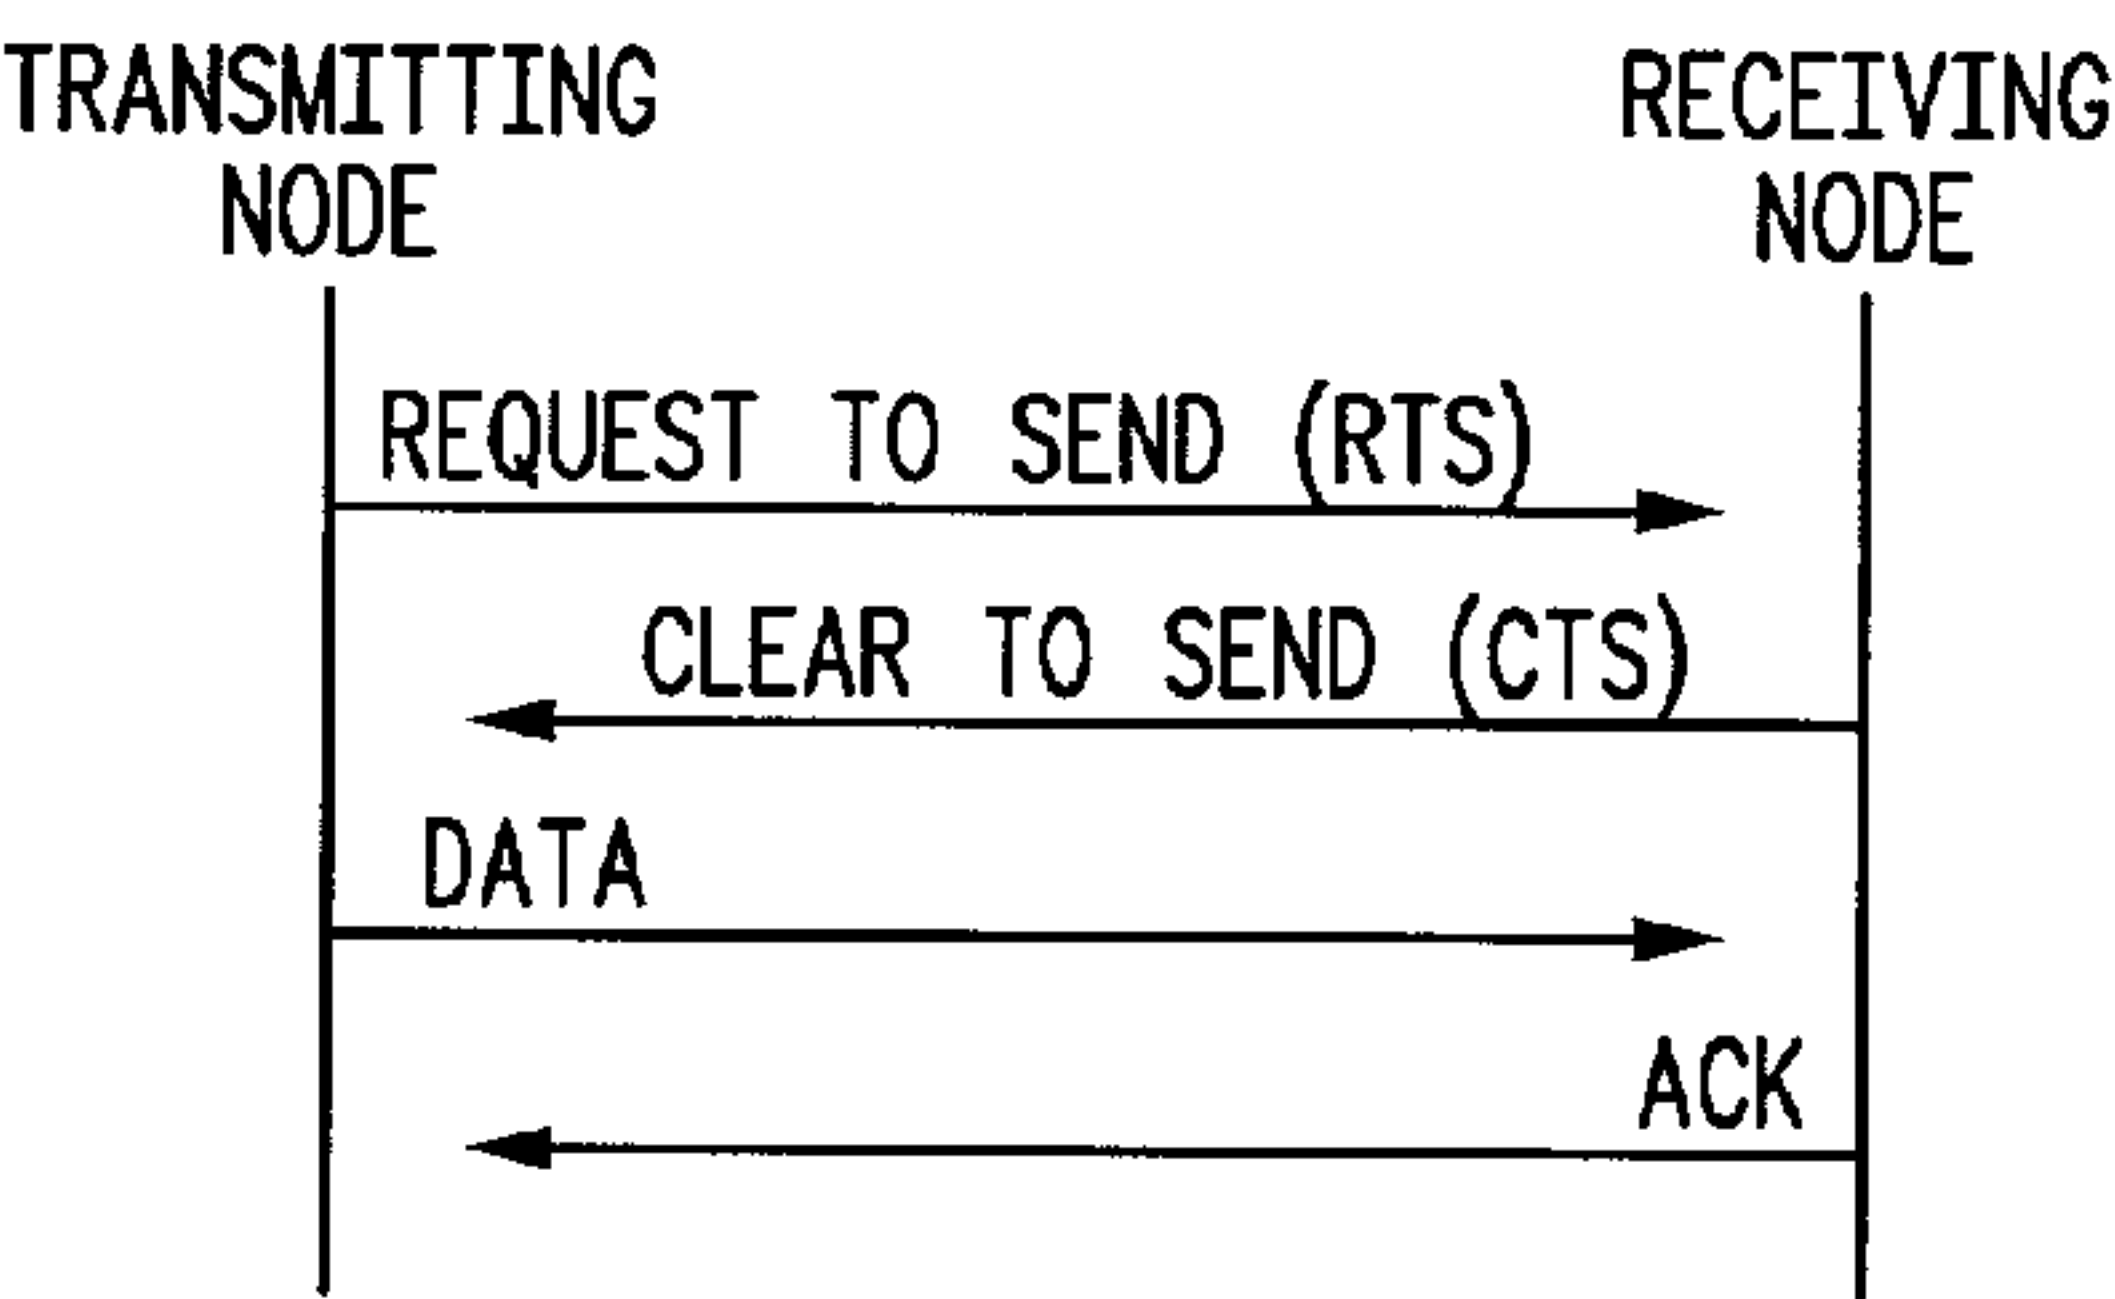 TRANSMITTING
NODE
RECEIVING
NODE
REQUEST TO SEND (RTS)
CLEAR TO SEND (CTS)
DATA
ACK